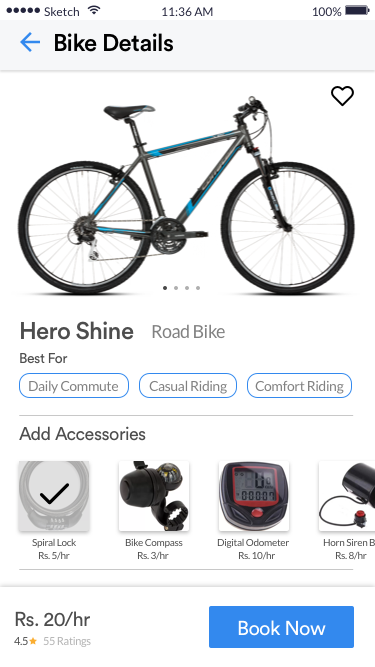 Sketch 11:36 AM 100%
Bike Details
Hero Shine Road Bike
Best For
Daily Commute Casual Riding Comfort Riding
Add Accessories
Spiral Lock Bike Compass Digital Odometer Horn Siren B
Rs. 5/hr Rs. 3/hr Rs. 10/hr Rs. 8/hr
Rs. 20/hr
4.5 55 Ratings
Book Now